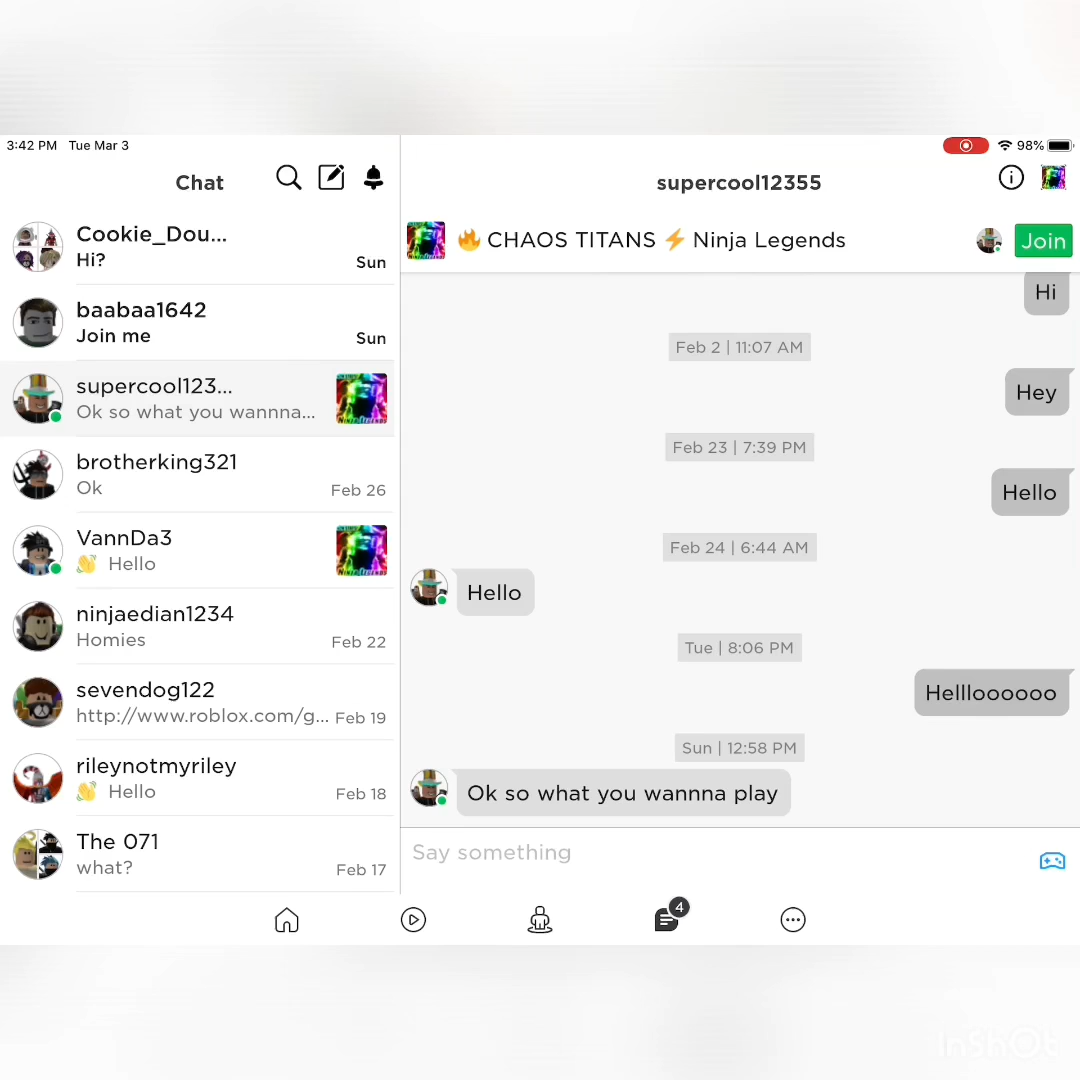 3:42 PM Tue Mar 3
98%
Chat
Cookie_Dou...
Hi?
Sun
baabaa1642
Join me
Sun
supercool123...
Ok so what you wannna...
brotherking321
Ok
Feb 26
VannDa3
👋 Hello
ninjaedian1234
Homies
Feb 22
sevendog122
http://www.roblox.com/g...
Feb 19
rileynotmyriley
👋 Hello
Feb 18
The 071
what?
Feb 17
supercool12355
🔥 CHAOS TITANS ⚡ Ninja Legends
Join
Hi
Feb 2 | 11:07 AM
Hey
Feb 23 | 7:39 PM
Hello
Feb 24 | 6:44 AM
Hello
Tue | 8:06 PM
Hellloooooo
Sun | 12:58 PM
Ok so what you wannna play
Say something
4
InShOt